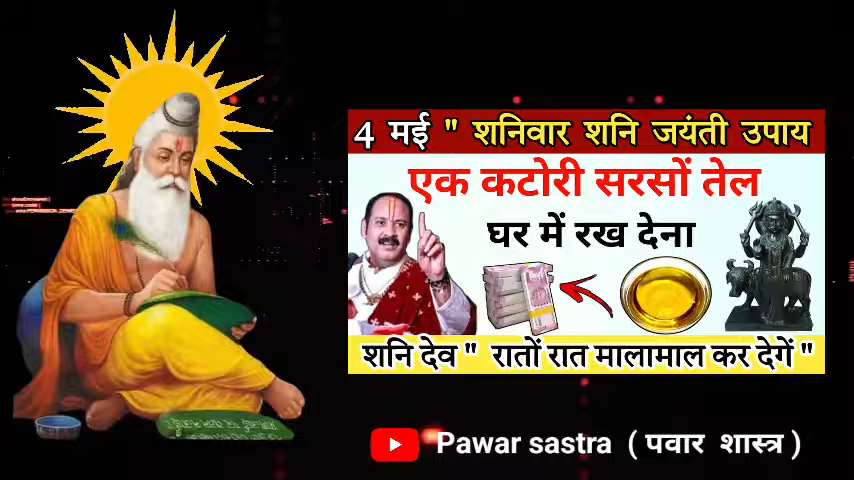 4 मई " शनिवार शनि जयंती उपाय
एक कटोरी सरसों तेल
घर में रख देना
शनि देव " रातों रात मालामाल कर देगें "
Pawar sastra ( पवार शास्त्र )